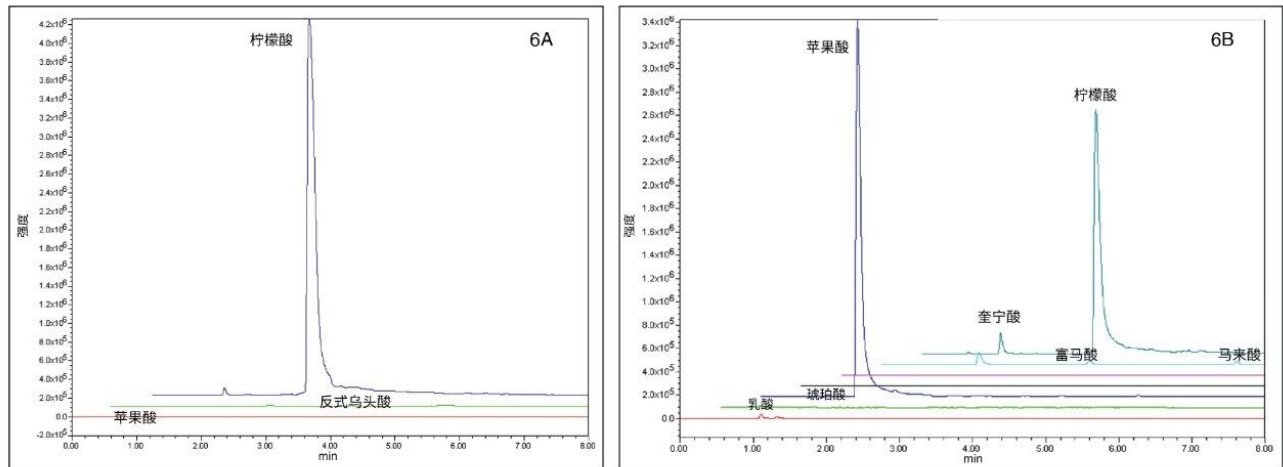 6A
柠檬酸
4.2x10⁶
4.0x10⁶
3.8x10⁶
3.6x10⁶
3.4x10⁶
3.2x10⁶
3.0x10⁶
2.8x10⁶
2.6x10⁶
2.4x10⁶
2.2x10⁶
2.0x10⁶
1.8x10⁶
1.6x10⁶
1.4x10⁶
1.2x10⁶
1.0x10⁶
8.0x10⁵
6.0x10⁵
4.0x10⁵
2.0x10⁵
0.0
-2.0x10⁵
强度
反式乌头酸
苹果酸
0.00 1.00 2.00 3.00 4.00 5.00 6.00 7.00 8.00
min
6B
苹果酸
柠檬酸
3.4x10⁶
3.2x10⁶
3.0x10⁶
2.8x10⁶
2.6x10⁶
2.4x10⁶
2.2x10⁶
2.0x10⁶
1.8x10⁶
1.6x10⁶
1.4x10⁶
1.2x10⁶
1.0x10⁶
8.0x10⁵
6.0x10⁵
4.0x10⁵
2.0x10⁵
0.0
强度
奎宁酸
富马酸
马来酸
琥珀酸
乳酸
0.00 1.00 2.00 3.00 4.00 5.00 6.00 7.00 8.00
min